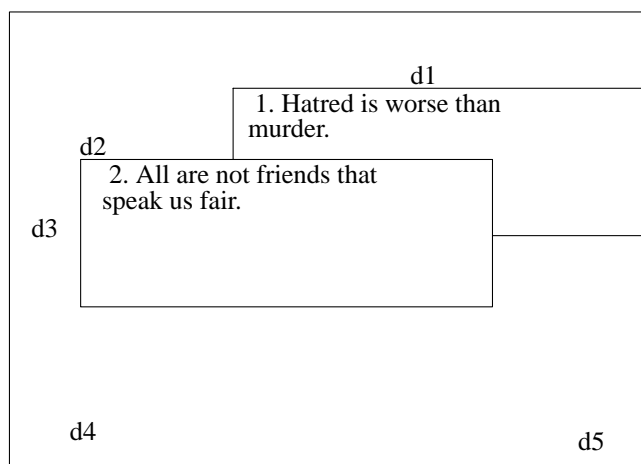 d1
1. Hatred is worse than
murder.
d2
2. All are not friends that
speak us fair.
d3
d4
d5